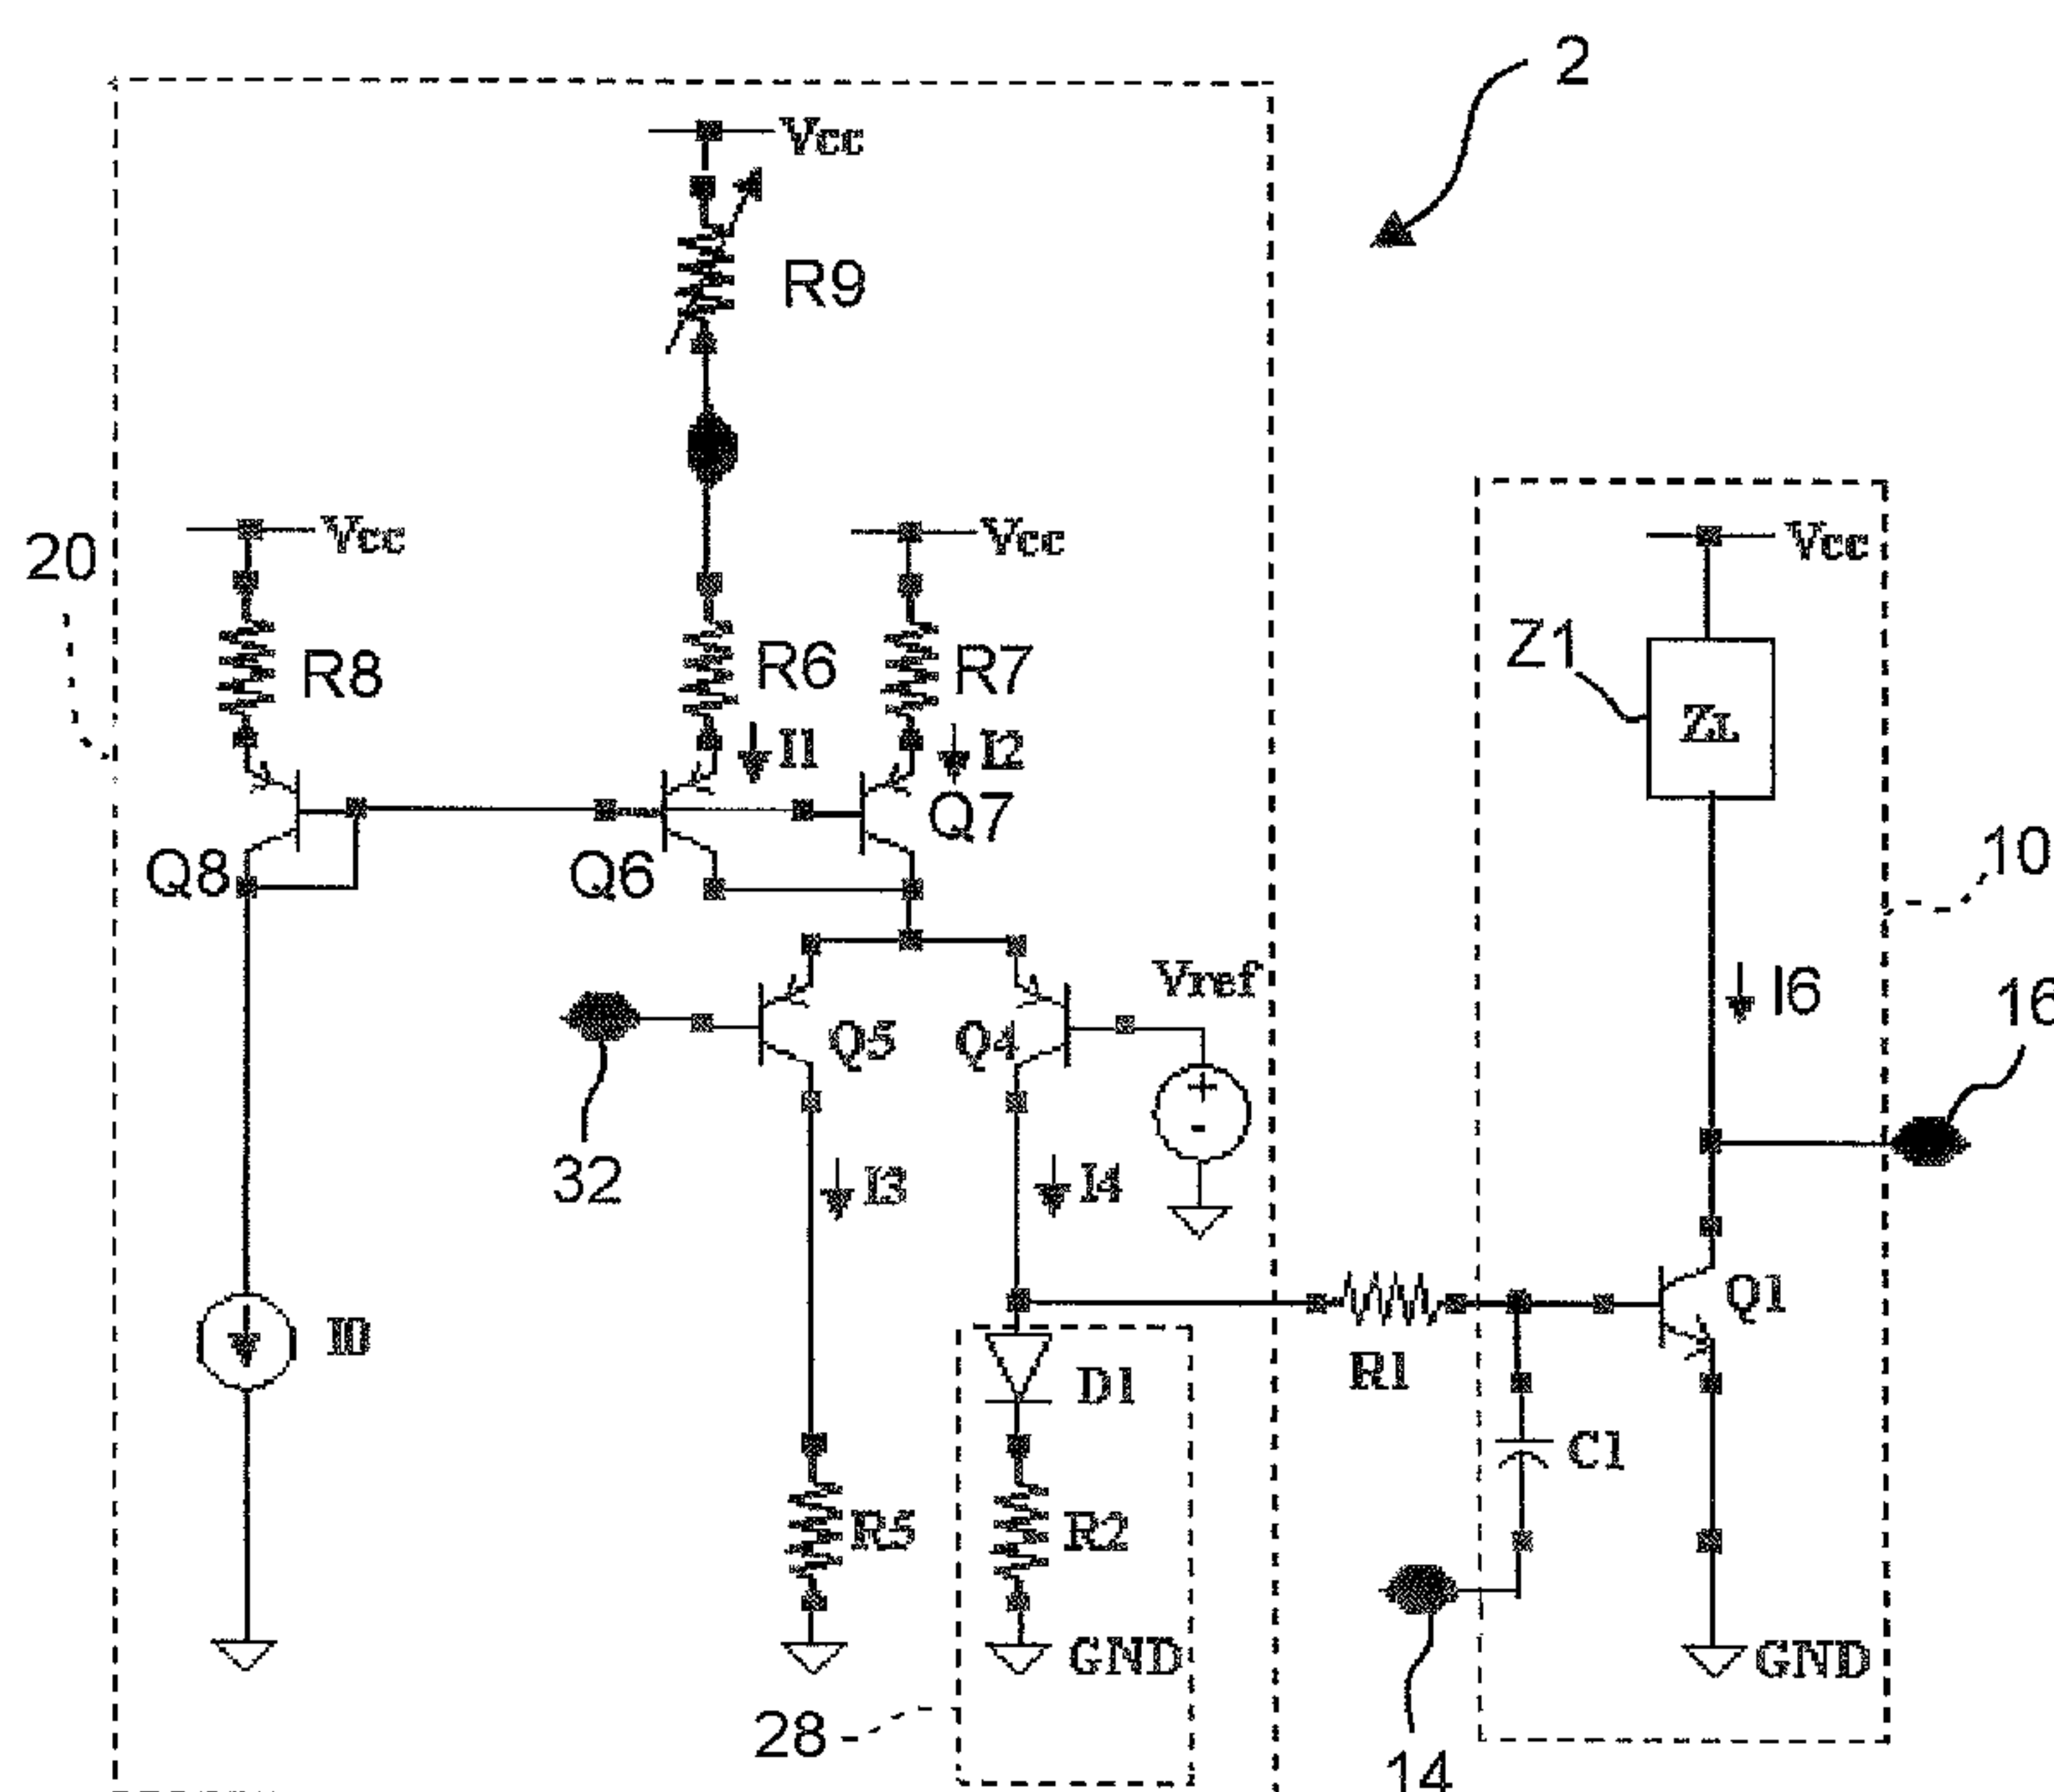 2
Vcc
R9
20
Vcc
Vcc
Vcc
R8
R6
R7
Z1
ZL
I1
I2
Q7
Q8
Q6
10
Vref
I6
16
Q5
Q4
+
-
32
I3
I4
Q1
I0
R1
D1
C1
R5
R2
GND
GND
28
14